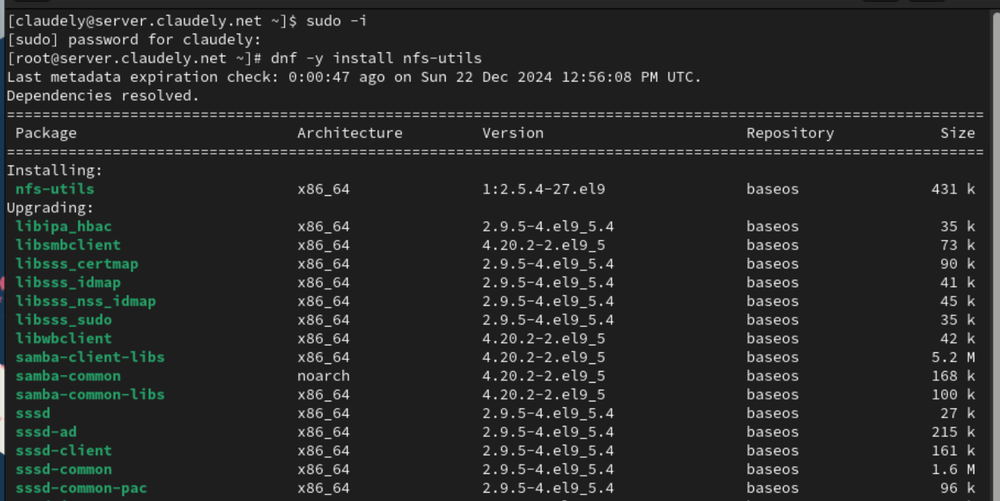 [claudely@server.claudely.net ~]$ sudo -i
[sudo] password for claudely:
[root@server.claudely.net ~]# dnf -y install nfs-utils
Last metadata expiration check: 0:00:47 ago on Sun 22 Dec 2024 12:56:08 PM UTC.
Dependencies resolved.
================================================================================================================
Package Architecture Version Repository Size
================================================================================================================
Installing:
nfs-utils x86_64 1:2.5.4-27.el9 baseos 431 k
Upgrading:
libipa_hbac x86_64 2.9.5-4.el9_5.4 baseos 35 k
libsmbclient x86_64 4.20.2-2.el9_5 baseos 73 k
libsss_certmap x86_64 2.9.5-4.el9_5.4 baseos 90 k
libsss_idmap x86_64 2.9.5-4.el9_5.4 baseos 41 k
libsss_nss_idmap x86_64 2.9.5-4.el9_5.4 baseos 45 k
libsss_sudo x86_64 2.9.5-4.el9_5.4 baseos 35 k
libwbclient x86_64 4.20.2-2.el9_5 baseos 42 k
samba-client-libs x86_64 4.20.2-2.el9_5 baseos 5.2 M
samba-common noarch 4.20.2-2.el9_5 baseos 168 k
samba-common-libs x86_64 4.20.2-2.el9_5 baseos 100 k
sssd x86_64 2.9.5-4.el9_5.4 baseos 27 k
sssd-ad x86_64 2.9.5-4.el9_5.4 baseos 215 k
sssd-client x86_64 2.9.5-4.el9_5.4 baseos 161 k
sssd-common x86_64 2.9.5-4.el9_5.4 baseos 1.6 M
sssd-common-pac x86_64 2.9.5-4.el9_5.4 baseos 96 k